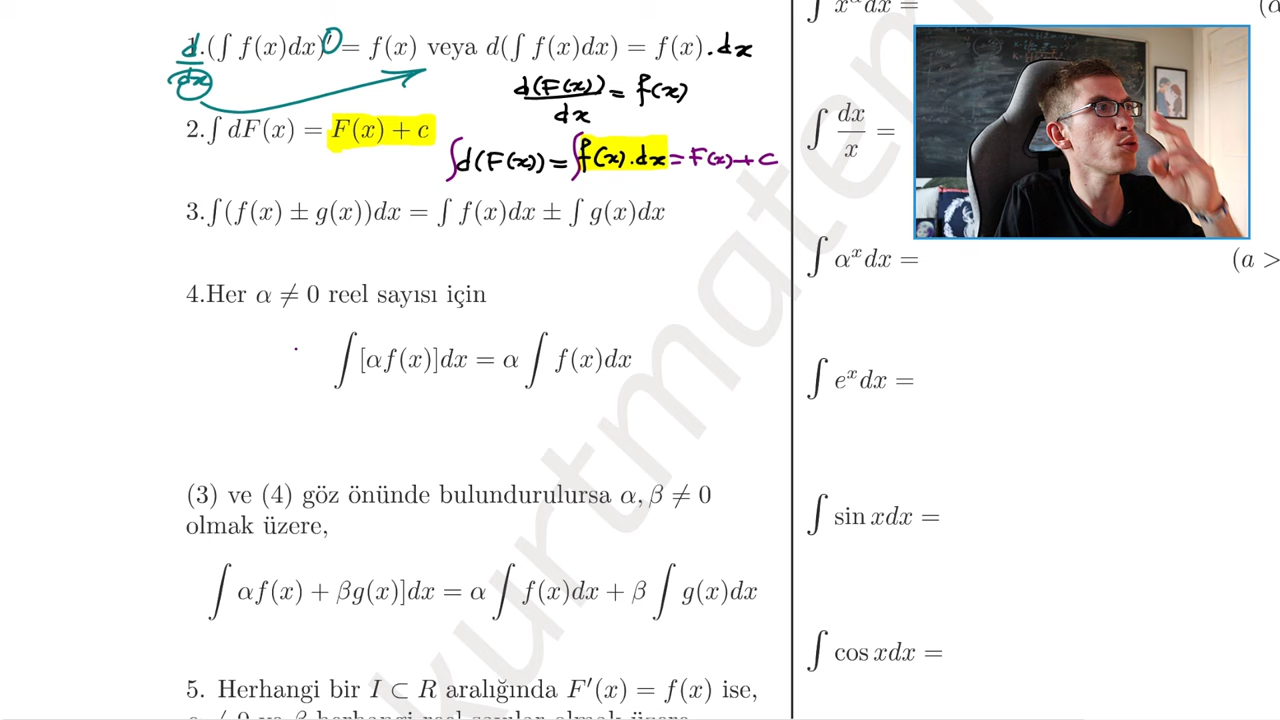 d/dx
1.(∫ f(x)dx)' = f(x) veya d(∫ f(x)dx) = f(x).dx
d(F(x))/dx = f(x)
2.∫ dF(x) = F(x) + c
∫d(F(x)) = ∫f(x).dx = F(x)+c
3.∫(f(x) ± g(x))dx = ∫ f(x)dx ± ∫ g(x)dx
4.Her α ≠ 0 reel sayısı için
∫ [αf(x)]dx = α ∫ f(x)dx
(3) ve (4) göz önünde bulundurulursa α, β ≠ 0
olmak üzere,
∫ αf(x) + βg(x)]dx = α ∫ f(x)dx + β ∫ g(x)dx
5. Herhangi bir I ⊂ R aralığında F'(x) = f(x) ise,
∫ x^α dx =
∫ dx/x =
∫ α^x dx = (a >
∫ e^x dx =
∫ sin xdx =
∫ cos xdx =
kurtmatem